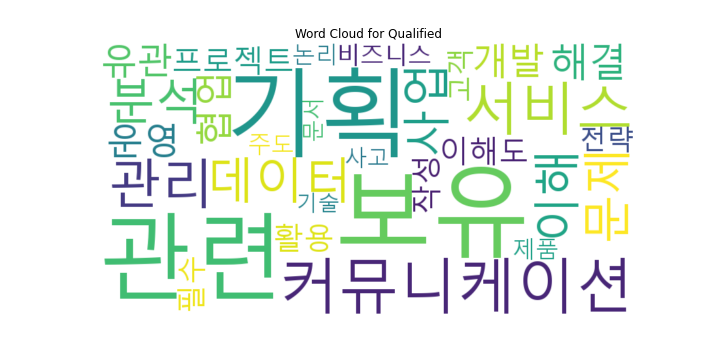 Word Cloud for Qualified
유관
프로젝트
논리
비즈니스
개발
해결
분석
협업
기획
사업
고객
서비스
문서
운영
주도
사고
이해도
전략
관리
데이터
작성
이해
문제
기술
보유
관련
활용
제품
필수
커뮤니케이션